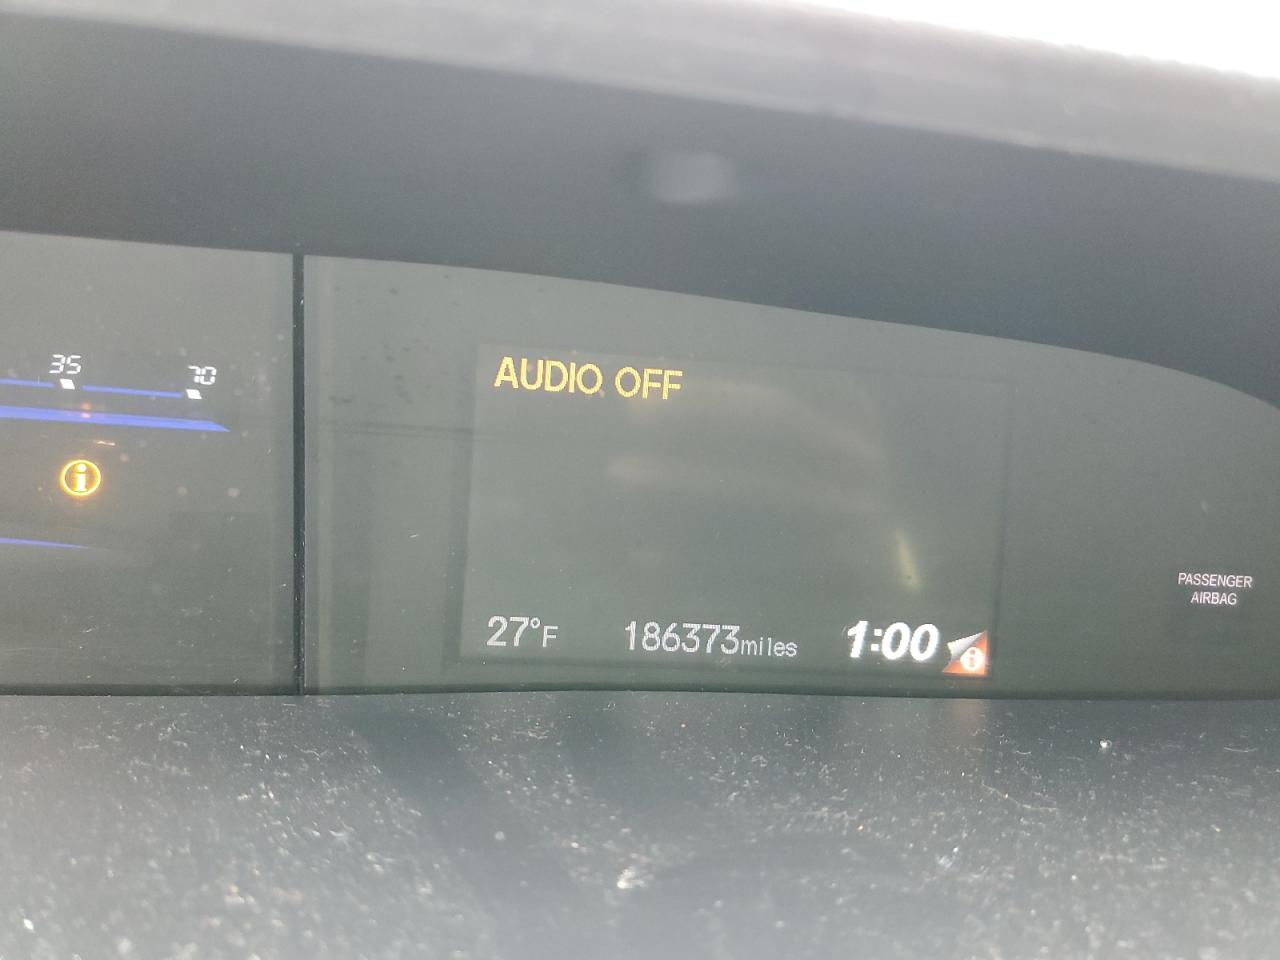 35 70
i
AUDIO OFF
27°F 186373miles 1:00 i
PASSENGER
AIRBAG